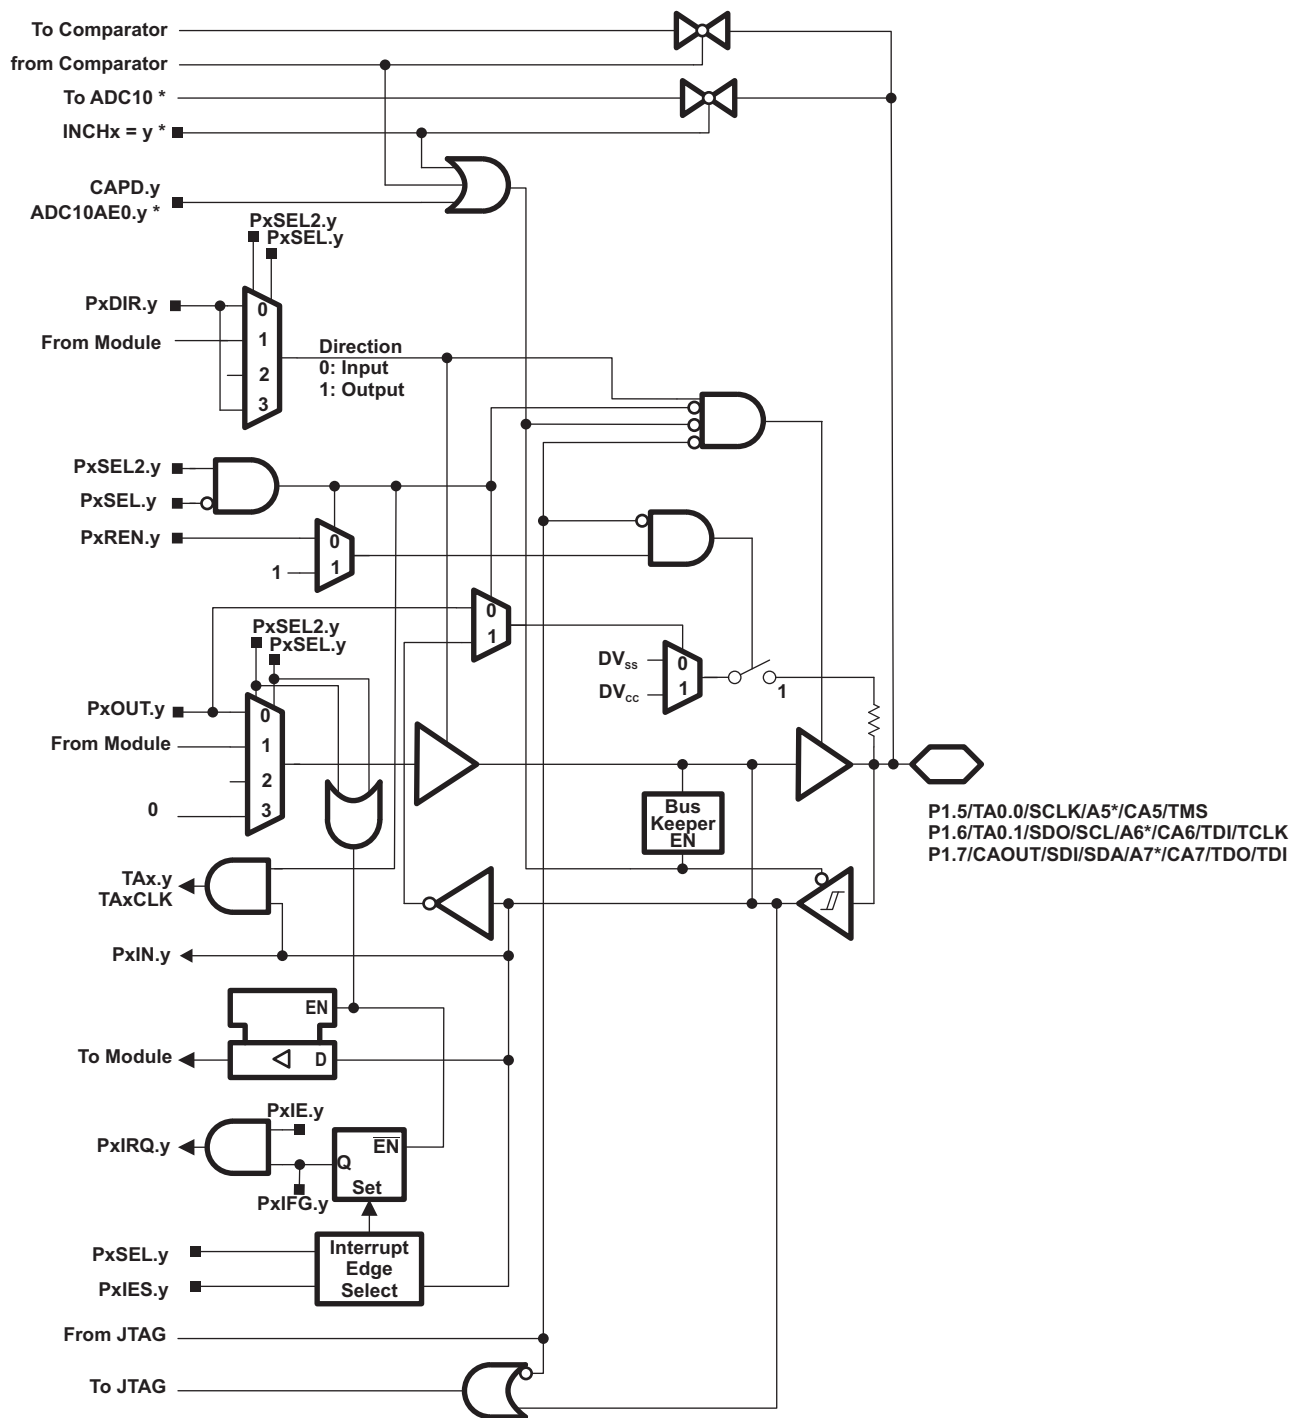 To Comparator
from Comparator
To ADC10 *
INCHx = y *
CAPD.y
ADC10AE0.y *
PxSEL2.y
PxSEL.y
PxDIR.y
0
From Module
1
2
3
Direction
0: Input
1: Output
PxSEL2.y
PxSEL.y
PxREN.y
0
1
1
0
1
PxSEL2.y
PxSEL.y
DVSS
0
DVCC
1
1
PxOUT.y
0
From Module
1
2
0
3
Bus
Keeper
EN
P1.5/TA0.0/SCLK/A5*/CA5/TMS
P1.6/TA0.1/SDO/SCL/A6*/CA6/TDI/TCLK
P1.7/CAOUT/SDI/SDA/A7*/CA7/TDO/TDI
TAx.y
TAxCLK
PxIN.y
EN
To Module
D
PxIE.y
PxIRQ.y
EN
Q
Set
PxIFG.y
PxSEL.y
PxIES.y
Interrupt
Edge
Select
From JTAG
To JTAG